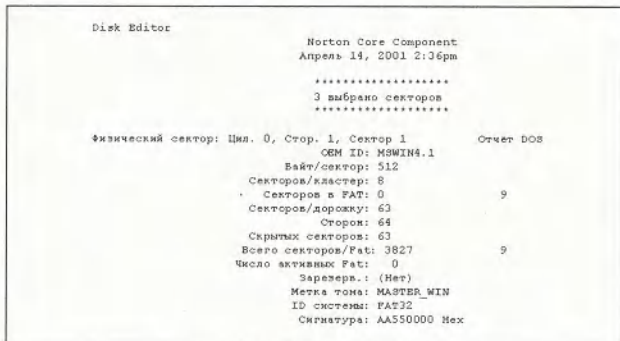 Disk Editor
Norton Core Component
Апрель 14, 2001 2:36pm
*******************
3 выбрано секторов
*******************
Физический сектор: Цил. 0, Стор. 1, Сектор 1 Отчет DOS
OEM ID: MSWIN4.1
Байт/сектор: 512
Секторов/кластер: 8
Секторов в FAT: 0 9
Секторов/дорожку: 63
Сторон: 64
Скрытых секторов: 63
Всего секторов/Fat: 3827 9
Число активных Fat: 0
Зарезерв.: (Нет)
Метка тома: MASTER_WIN
ID системы: FAT32
Сигнатура: AA550000 Hex